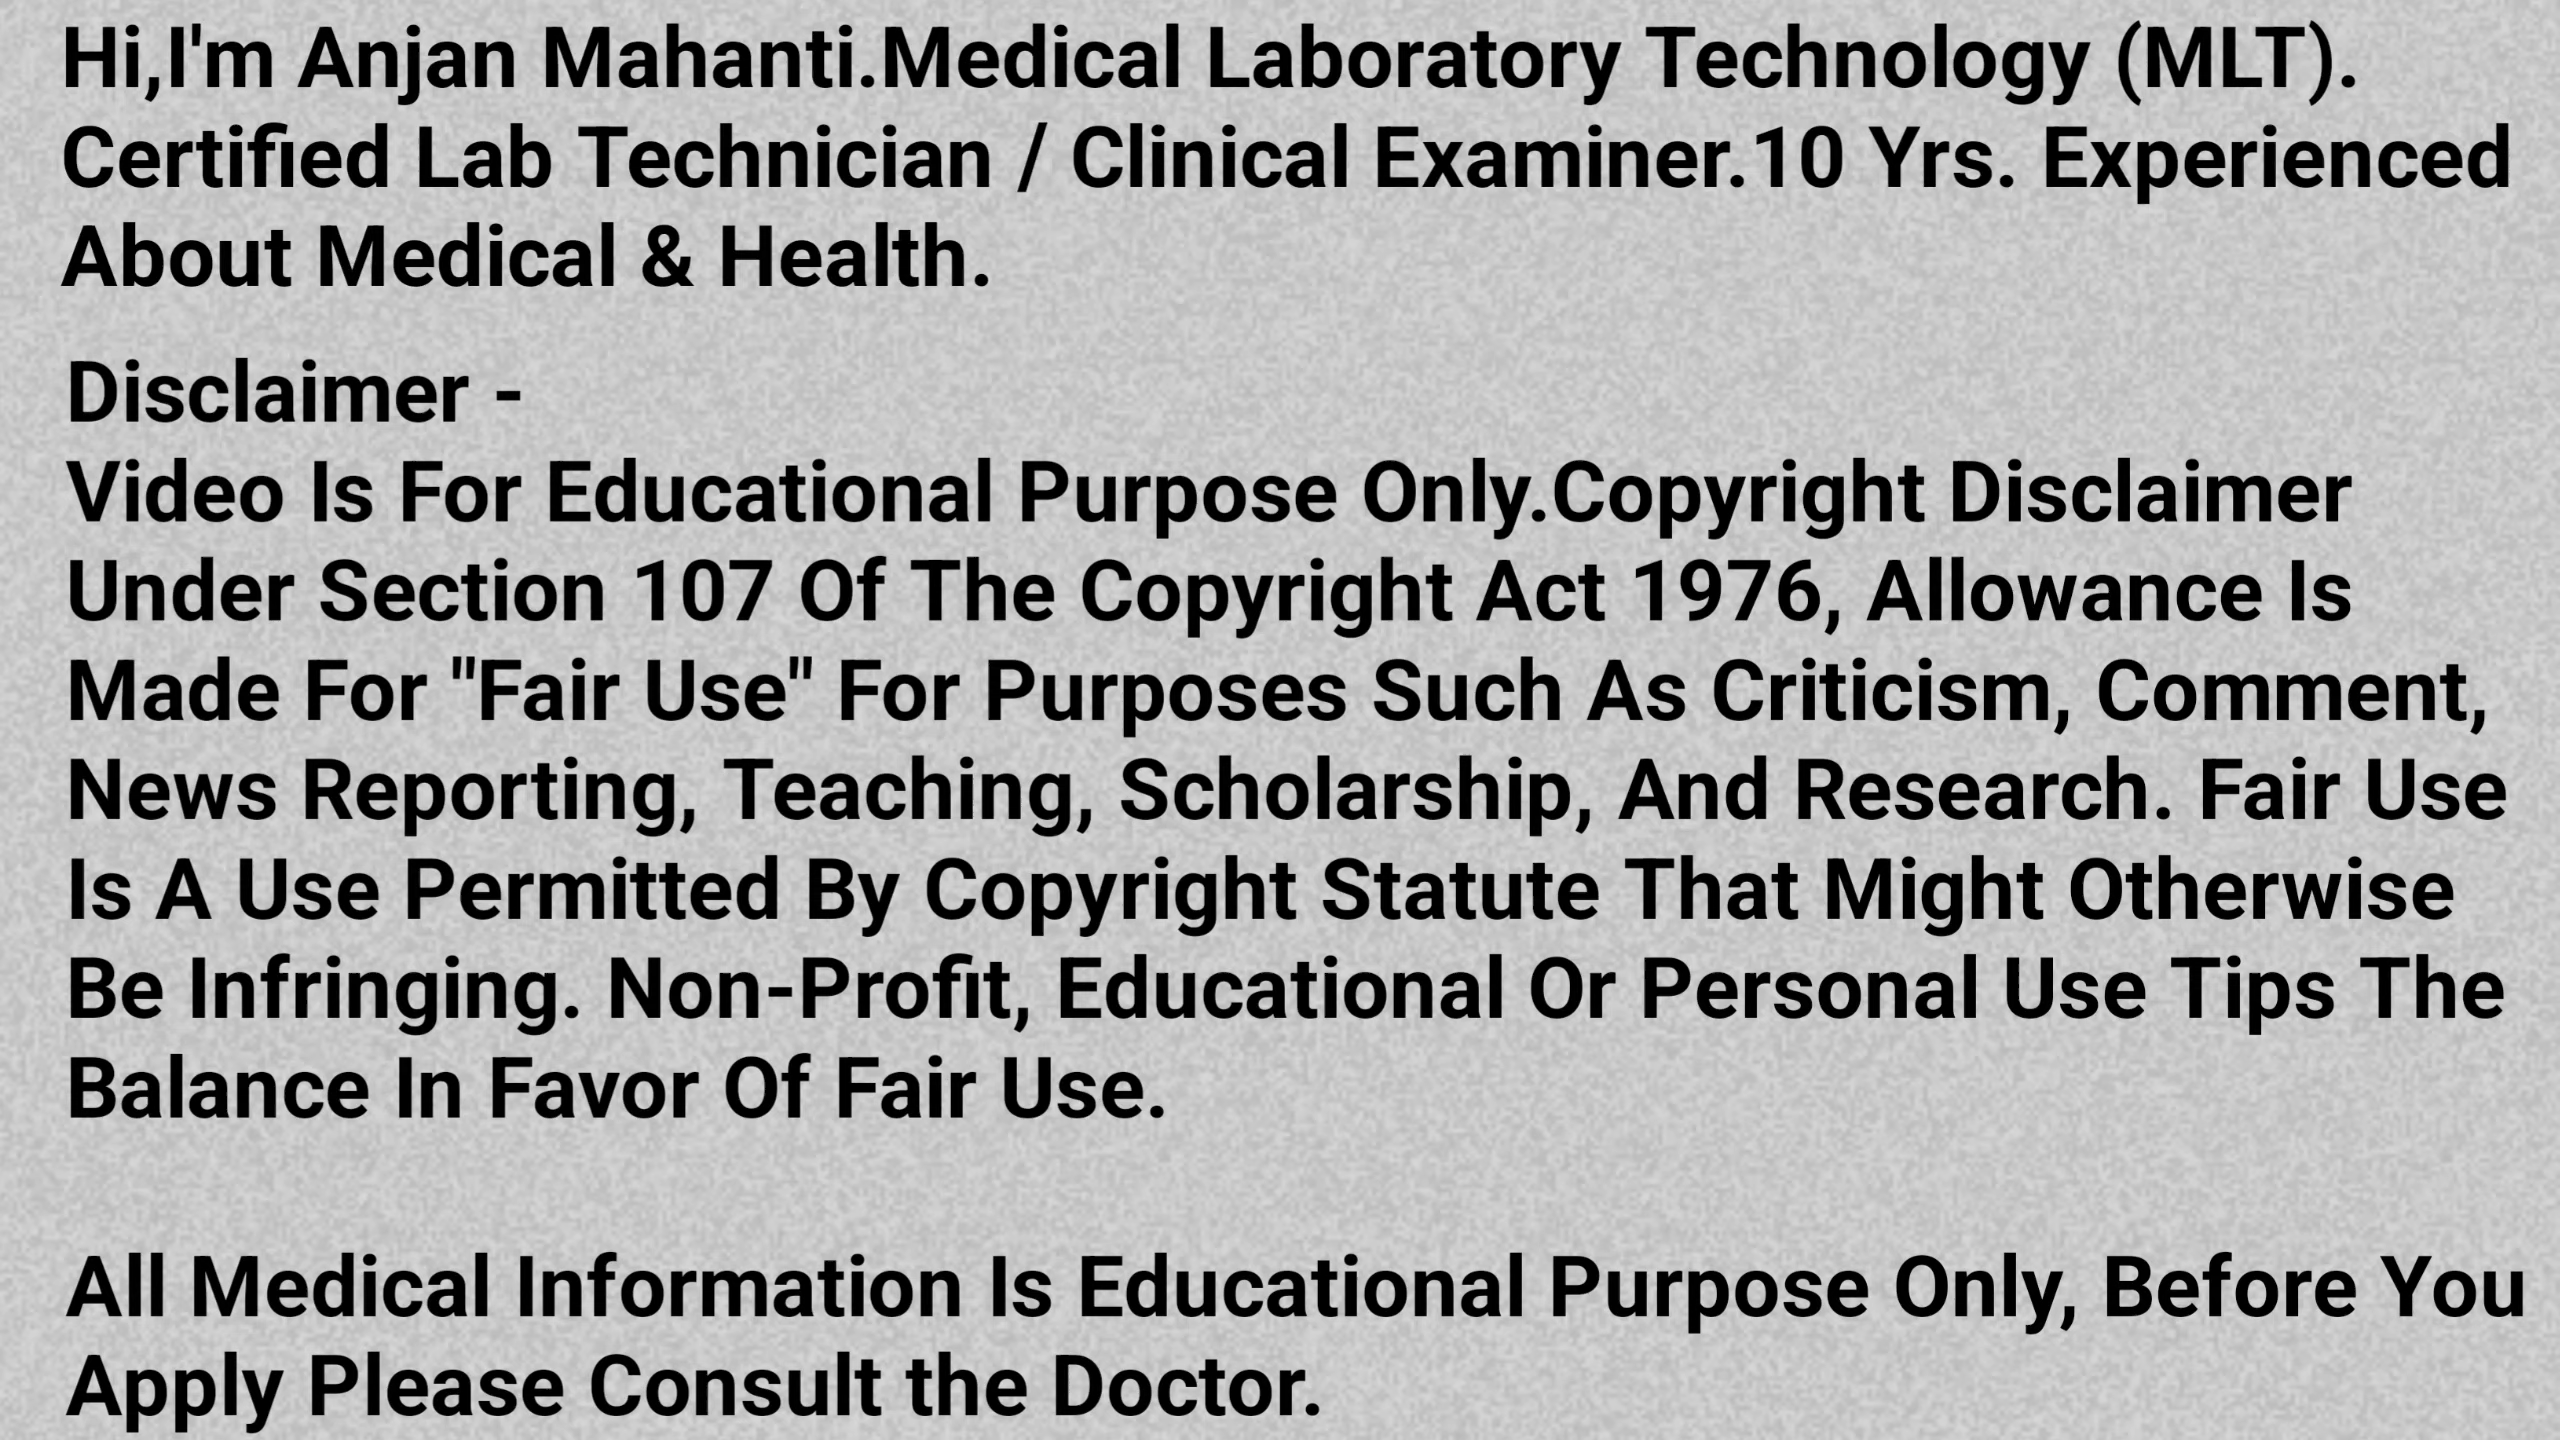 Hi,I'm Anjan Mahanti.Medical Laboratory Technology (MLT).
Certified Lab Technician / Clinical Examiner.10 Yrs. Experienced
About Medical & Health.
Disclaimer -
Video Is For Educational Purpose Only.Copyright Disclaimer
Under Section 107 Of The Copyright Act 1976, Allowance Is
Made For "Fair Use" For Purposes Such As Criticism, Comment,
News Reporting, Teaching, Scholarship, And Research. Fair Use
Is A Use Permitted By Copyright Statute That Might Otherwise
Be Infringing. Non-Profit, Educational Or Personal Use Tips The
Balance In Favor Of Fair Use.
All Medical Information Is Educational Purpose Only, Before You
Apply Please Consult the Doctor.